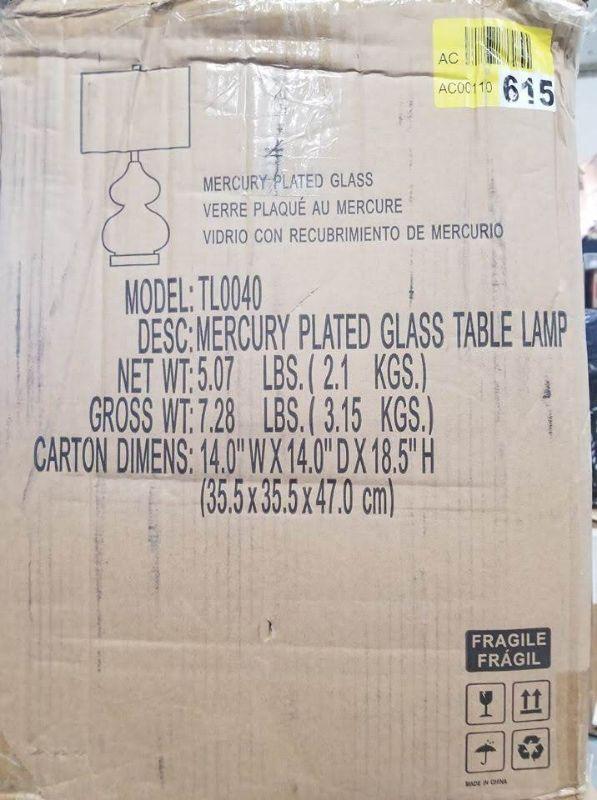 AC
AC00110 615
MERCURY PLATED GLASS
VERRE PLAQUÉ AU MERCURE
VIDRIO CON RECUBRIMIENTO DE MERCURIO
MODEL: TL0040
DESC: MERCURY PLATED GLASS TABLE LAMP
NET WT: 5.07 LBS. ( 2.1 KGS.)
GROSS WT: 7.28 LBS. ( 3.15 KGS.)
CARTON DIMENS: 14.0" W X 14.0" D X 18.5" H
(35.5 x 35.5 x 47.0 cm)
FRAGILE
FRÁGIL
MADE IN CHINA